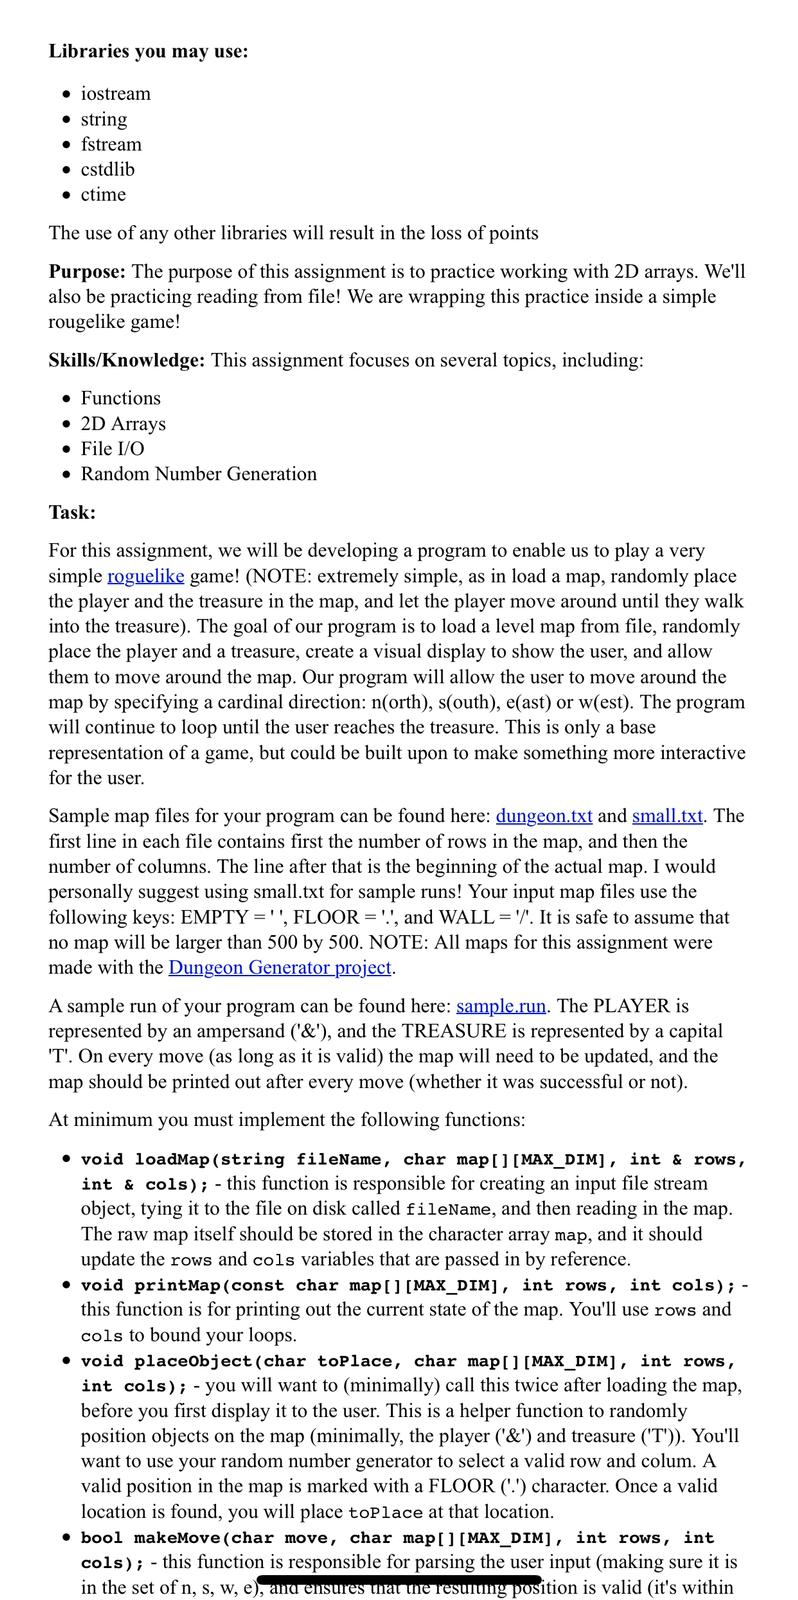 Libraries you may use:
• iostream
• string
• fstream
• cstdlib
• ctime
The use of any other libraries will result in the loss of points
Purpose: The purpose of this assignment is to practice working with 2D arrays. We'll
also be practicing reading from file! We are wrapping this practice inside a simple
rougelike game!
Skills/Knowledge: This assignment focuses on several topics, including:
• Functions
• 2D Arrays
• File I/O
• Random Number Generation
Task:
For this assignment, we will be developing a program to enable us to play a very
simple roguelike game! (NOTE: extremely simple, as in load a map, randomly place
the player and the treasure in the map, and let the player move around until they walk
into the treasure). The goal of our program is to load a level map from file, randomly
place the player and a treasure, create a visual display to show the user, and allow
them to move around the map. Our program will allow the user to move around the
map by specifying a cardinal direction: n(orth), s(outh), e(ast) or w(est). The program
will continue to loop until the user reaches the treasure. This is only a base
representation of a game, but could be built upon to make something more interactive
for the user.
Sample map files for your program can be found here: dungeon.txt and small.txt. The
first line in each file contains first the number of rows in the map, and then the
number of columns. The line after that is the beginning of the actual map. I would
personally suggest using small.txt for sample runs! Your input map files use the
following keys: EMPTY = ' ', FLOOR = '.', and WALL = '/'. It is safe to assume that
no map will be larger than 500 by 500. NOTE: All maps for this assignment were
made with the Dungeon Generator project.
A sample run of your program can be found here: sample.run. The PLAYER is
represented by an ampersand ('&'), and the TREASURE is represented by a capital
'T'. On every move (as long as it is valid) the map will need to be updated, and the
map should be printed out after every move (whether it was successful or not).
At minimum you must implement the following functions:
• void loadMap(string fileName, char map[][MAX_DIM], int & rows,
int & cols); - this function is responsible for creating an input file stream
object, tying it to the file on disk called fileName, and then reading in the map.
The raw map itself should be stored in the character array map, and it should
update the rows and cols variables that are passed in by reference.
• void printMap(const char map[][MAX_DIM], int rows, int cols); -
this function is for printing out the current state of the map. You'll use rows and
cols to bound your loops.
• void placeObject(char toPlace, char map[][MAX_DIM], int rows,
int cols); - you will want to (minimally) call this twice after loading the map,
before you first display it to the user. This is a helper function to randomly
position objects on the map (minimally, the player ('&') and treasure ('T')). You'll
want to use your random number generator to select a valid row and colum. A
valid position in the map is marked with a FLOOR ('.') character. Once a valid
location is found, you will place toPlace at that location.
• bool makeMove(char move, char map[][MAX_DIM], int rows, int
cols); - this function is responsible for parsing the user input (making sure it is
in the set of n, s, w, e), and ensures that the resulting position is valid (it's within